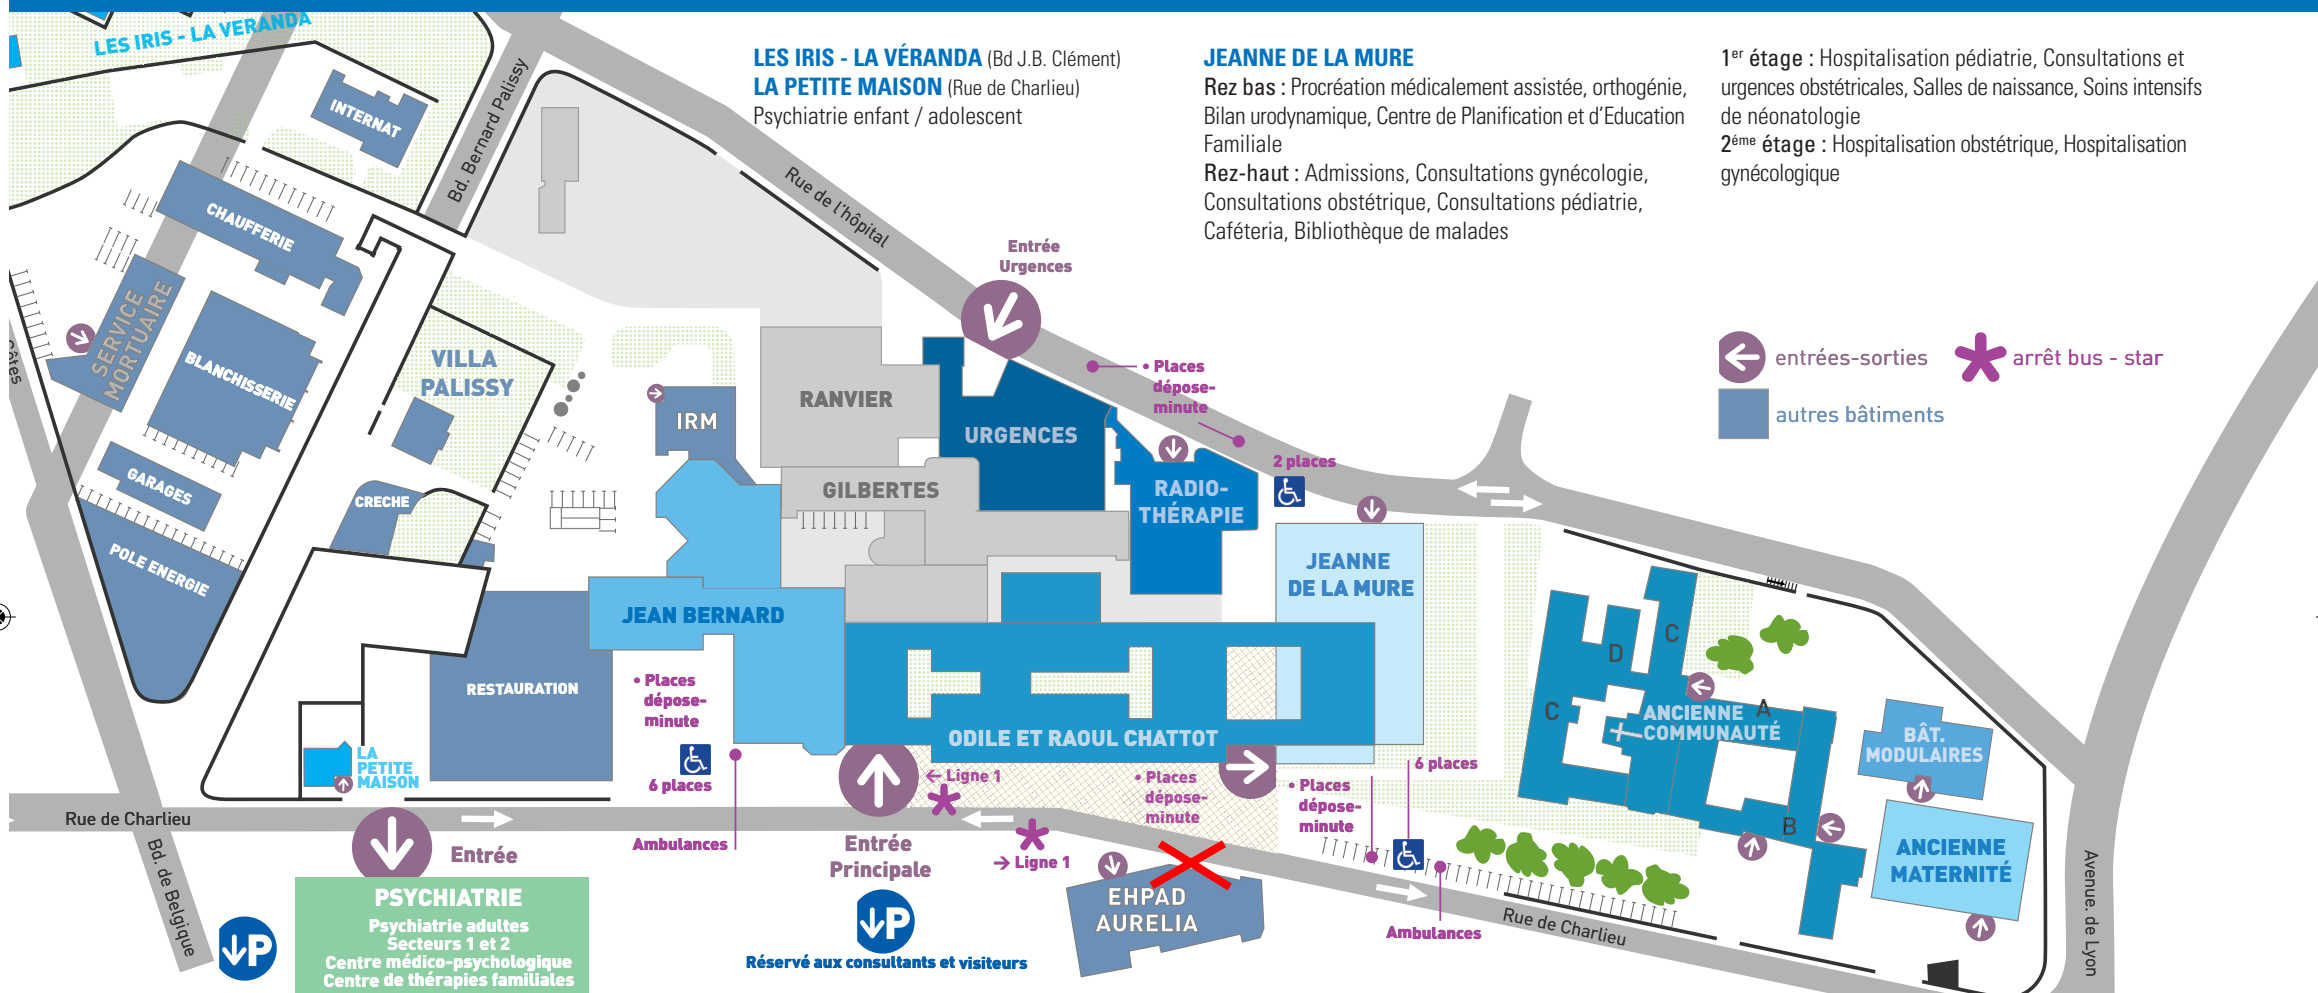 LES IRIS - LA VERANDA
LES IRIS - LA VÉRANDA (Bd J.B. Clément)
LA PETITE MAISON (Rue de Charlieu)
Psychiatrie enfant / adolescent
JEANNE DE LA MURE
Rez bas : Procréation médicalement assistée, orthogénie,
Bilan urodynamique, Centre de Planification et d'Education
Familiale
Rez-haut : Admissions, Consultations gynécologie,
Consultations obstétrique, Consultations pédiatrie,
Caféteria, Bibliothèque de malades
1er étage : Hospitalisation pédiatrie, Consultations et
urgences obstétricales, Salles de naissance, Soins intensifs
de néonatologie
2éme étage : Hospitalisation obstétrique, Hospitalisation
gynécologique
entrées-sorties
arrêt bus - star
autres bâtiments
INTERNAT
Bd. Bernard Palissy
Rue de l'hôpital
CHAUFFERIE
SERVICE
MORTUAIRE
BLANCHISSERIE
GARAGES
POLE ENERGIE
VILLA
PALISSY
CRECHE
Entrée
Urgences
IRM
RANVIER
GILBERTES
URGENCES
• Places
dépose-
minute
2 places
RADIO-
THÉRAPIE
JEANNE
DE LA MURE
JEAN BERNARD
RESTAURATION
• Places
dépose-
minute
6 places
Ambulances
ODILE ET RAOUL CHATTOT
← Ligne 1
→ Ligne 1
• Places
dépose-
minute
• Places
dépose-
minute
6 places
Ambulances
C
D
C
A
B
ANCIENNE
COMMUNAUTÉ
BÂT.
MODULAIRES
ANCIENNE
MATERNITÉ
LA
PETITE
MAISON
Rue de Charlieu
Bd. de Belgique
Entrée
PSYCHIATRIE
Psychiatrie adultes
Secteurs 1 et 2
Centre médico-psychologique
Centre de thérapies familiales
P
Entrée
Principale
P
Réservé aux consultants et visiteurs
EHPAD
AURELIA
Rue de Charlieu
Avenue. de Lyon